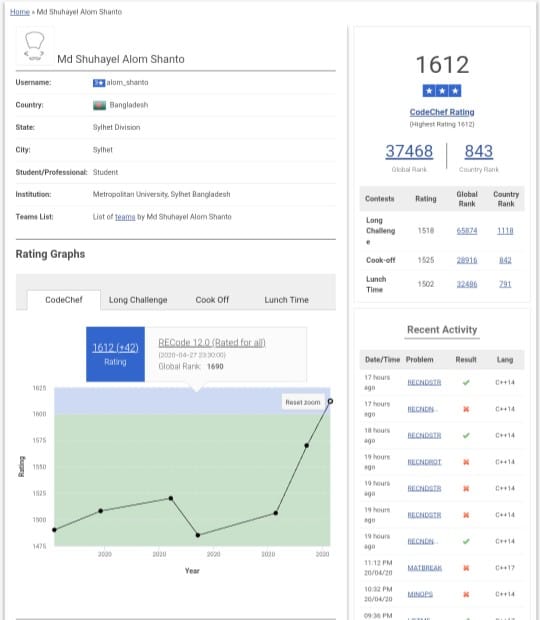 Home » Md Shuhayel Alom Shanto
Md Shuhayel Alom Shanto
Username: 3★ alom_shanto
Country: Bangladesh
State: Sylhet Division
City: Sylhet
Student/Professional: Student
Institution: Metropolitan University, Sylhet Bangladesh
Teams List: List of teams by Md Shuhayel Alom Shanto
Rating Graphs
CodeChef Long Challenge Cook Off Lunch Time
1612 (+42)
Rating
RECode 12.0 (Rated for all)
(2020-04-27 23:30:00)
Global Rank: 1690
Reset zoom
1625
1600
1575
1550
1525
1500
1475
Rating
2020 2020 2020 2020 2020
Year
1612
★ ★ ★
CodeChef Rating
(Highest Rating 1612)
37468 843
Global Rank Country Rank
Contests Rating Global Rank Country Rank
Long
Challeng
e 1518 65874 1118
Cook-off 1525 28916 842
Lunch
Time 1502 32486 791
Recent Activity
Date/Time Problem Result Lang
17 hours
ago RECNDSTR C++14
17 hours
ago RECNDN... C++14
18 hours
ago RECNDSTR C++14
19 hours
ago RECNDROT C++14
19 hours
ago RECNDSTR C++14
19 hours
ago RECNDSTR C++14
19 hours
ago RECNDN... C++14
11:12 PM
20/04/20 MATBREAK C++17
10:32 PM
20/04/20 MINOPS C++14
09:36 PM